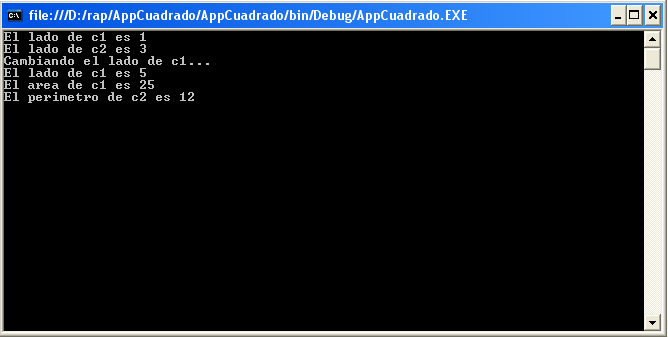 file:///D:/rap/AppCuadrado/AppCuadrado/bin/Debug/AppCuadrado.EXE
El lado de c1 es 1
El lado de c2 es 3
Cambiando el lado de c1...
El lado de c1 es 5
El area de c1 es 25
El perimetro de c2 es 12